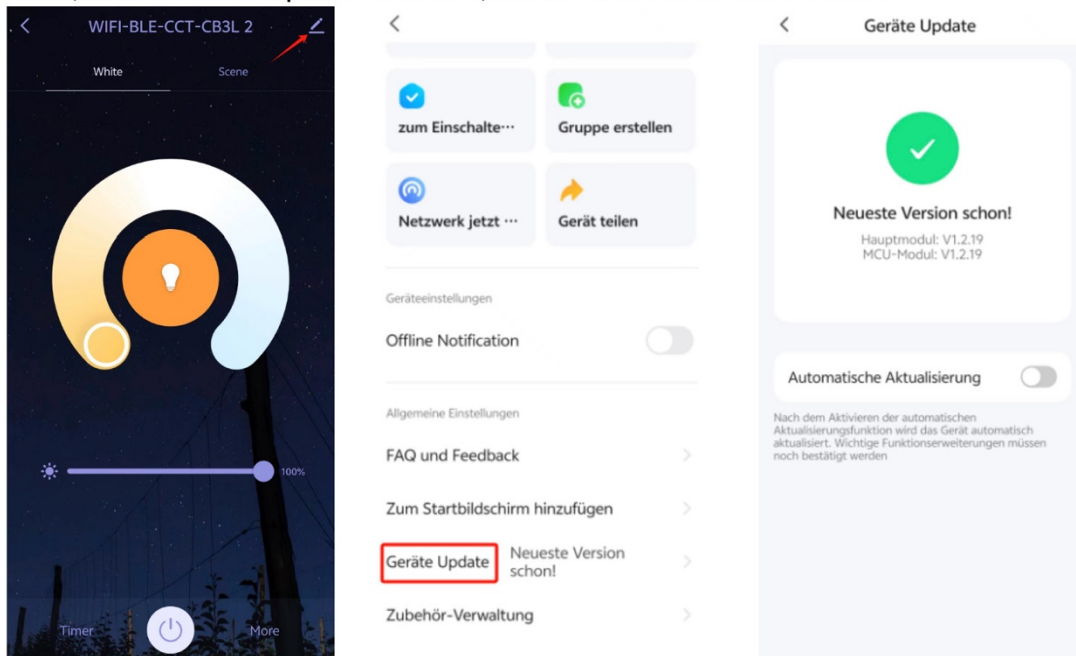 WIFI-BLE-CCT-CB3L 2
White Scene
100%
Timer More
zum Einschalte··· Gruppe erstellen
Netzwerk jetzt ··· Gerät teilen
Geräteeinstellungen
Offline Notification
Allgemeine Einstellungen
FAQ und Feedback
Zum Startbildschirm hinzufügen
Geräte Update Neueste Version
schon!
Zubehör-Verwaltung
Geräte Update
Neueste Version schon!
Hauptmodul: V1.2.19
MCU-Modul: V1.2.19
Automatische Aktualisierung
Nach dem Aktivieren der automatischen
Aktualisierungsfunktion wird das Gerät automatisch
aktualisiert. Wichtige Funktionserweiterungen müssen
noch bestätigt werden